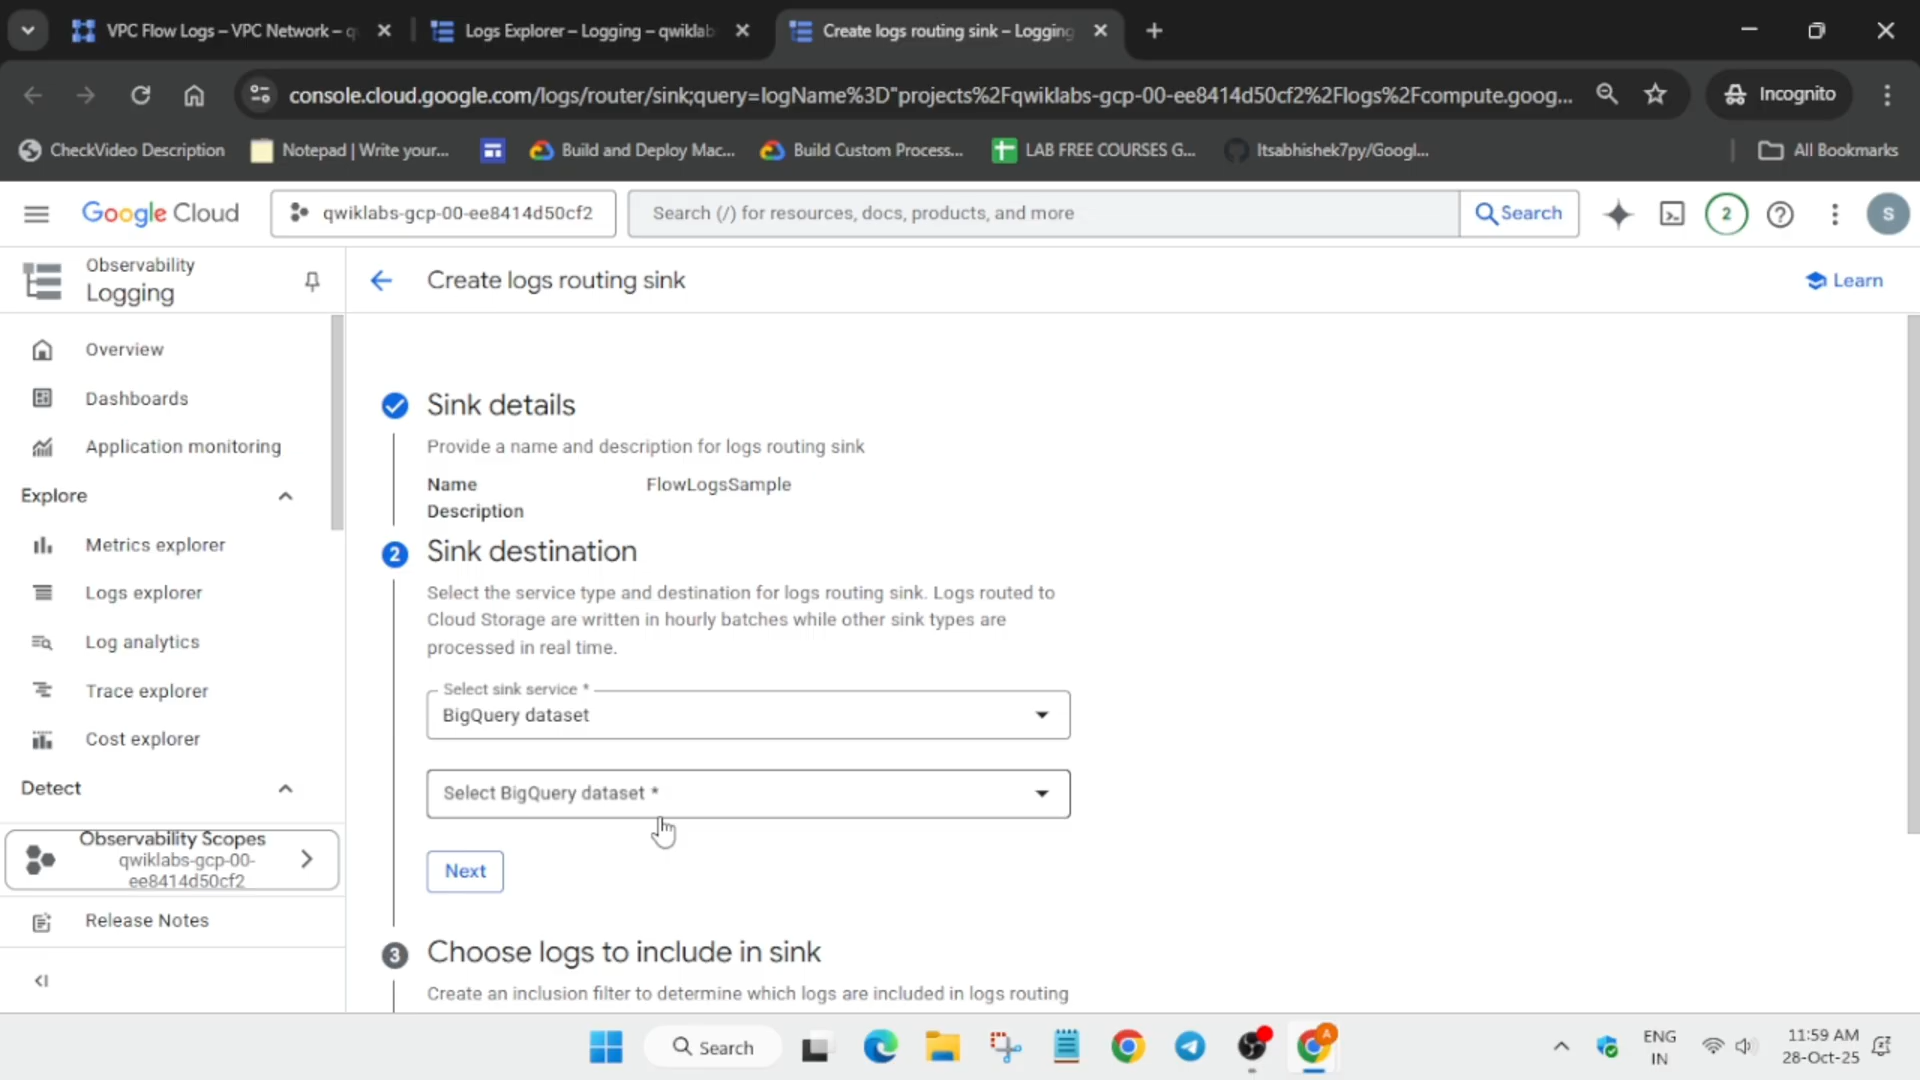 VPC Flow Logs – VPC Network – q
Logs Explorer – Logging – qwiklab
Create logs routing sink – Logging
console.cloud.google.com/logs/router/sink;query=logName%3D"projects%2Fqwiklabs-gcp-00-ee8414d50cf2%2Flogs%2Fcompute.goog...
Incognito
CheckVideo Description
Notepad | Write your...
Build and Deploy Mac...
Build Custom Process...
LAB FREE COURSES G...
Itsabhishek7py/Googl...
All Bookmarks
Google Cloud
qwiklabs-gcp-00-ee8414d50cf2
Search (/) for resources, docs, products, and more
Search
2
S
Observability
Logging
Create logs routing sink
Learn
Overview
Dashboards
Application monitoring
Explore
Metrics explorer
Logs explorer
Log analytics
Trace explorer
Cost explorer
Detect
Observability Scopes
qwiklabs-gcp-00-
ee8414d50cf2
Release Notes
Sink details
Provide a name and description for logs routing sink
Name FlowLogsSample
Description
2 Sink destination
Select the service type and destination for logs routing sink. Logs routed to
Cloud Storage are written in hourly batches while other sink types are
processed in real time.
Select sink service *
BigQuery dataset
Select BigQuery dataset *
Next
3 Choose logs to include in sink
Create an inclusion filter to determine which logs are included in logs routing
Search
A
ENG
IN
11:59 AM
28-Oct-25